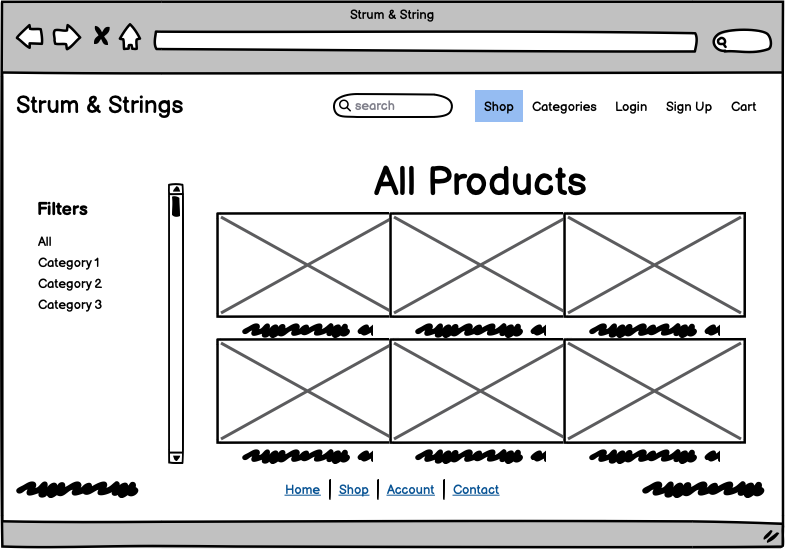 Strum & String
Strum & Strings
search
Shop Categories Login Sign Up Cart
All Products
Filters
All
Category 1
Category 2
Category 3
Home Shop Account Contact